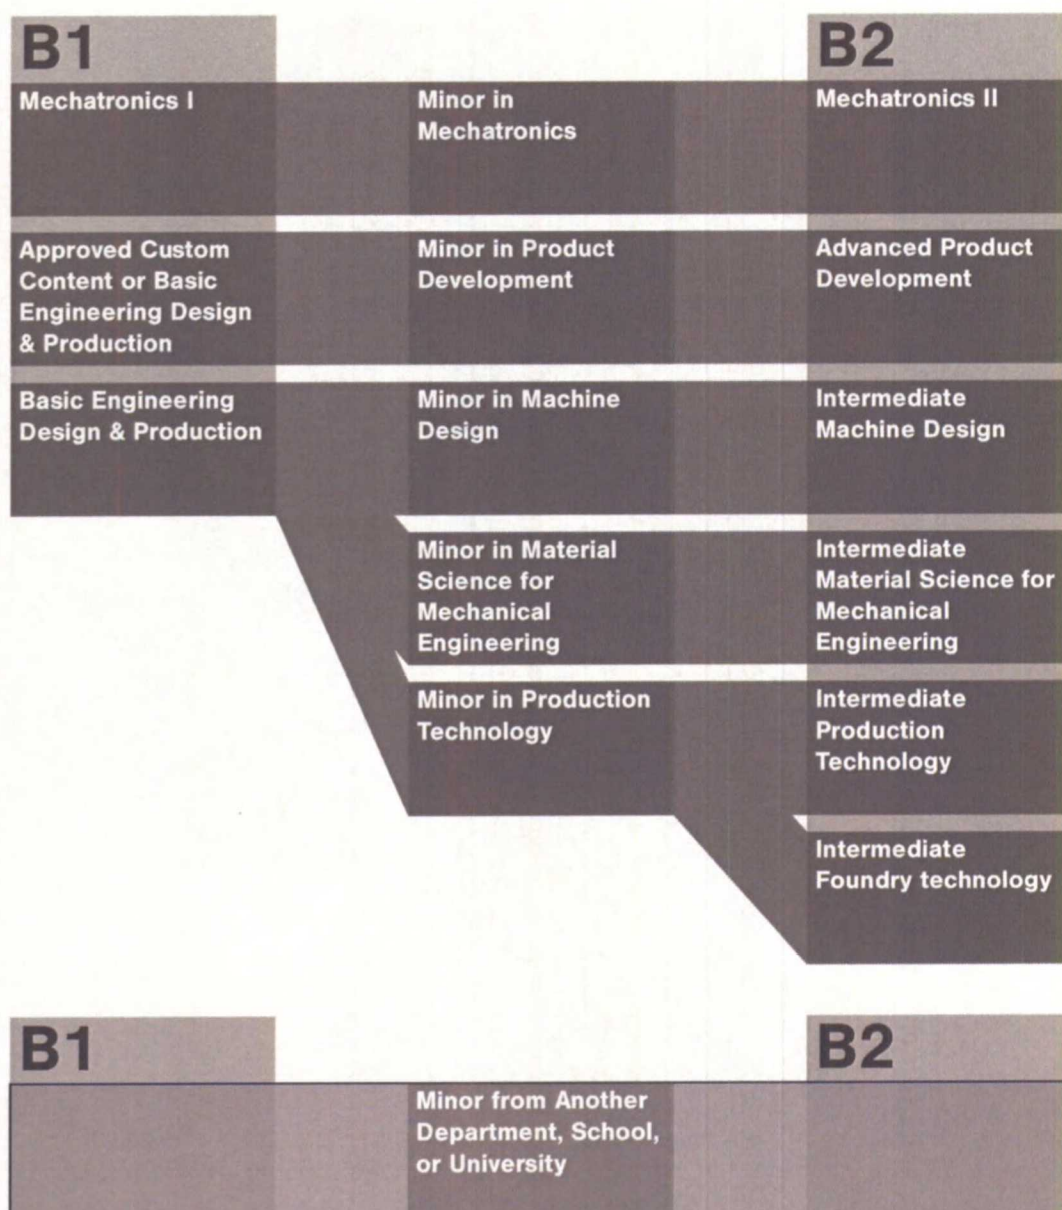 B1
B2
Mechatronics I
Minor in
Mechatronics
Mechatronics II
Approved Custom
Content or Basic
Engineering Design
& Production
Minor in Product
Development
Advanced Product
Development
Basic Engineering
Design & Production
Minor in Machine
Design
Intermediate
Machine Design
Minor in Material
Science for
Mechanical
Engineering
Intermediate
Material Science for
Mechanical
Engineering
Minor in Production
Technology
Intermediate
Production
Technology
Intermediate
Foundry technology
B1
B2
Minor from Another
Department, School,
or University